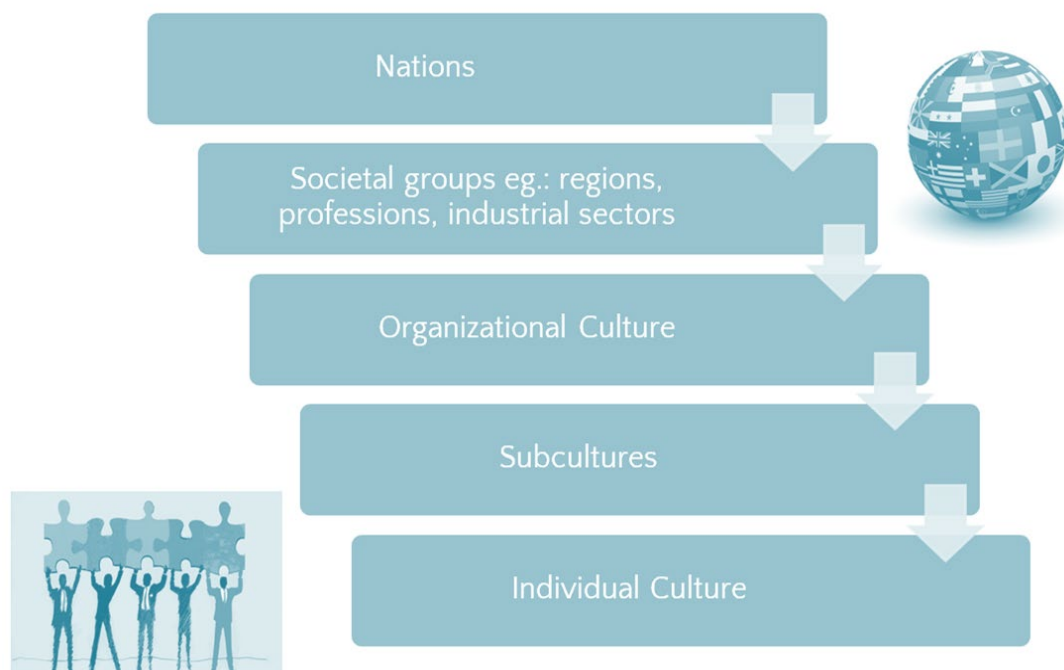 Nations
Societal groups eg.: regions,
professions, industrial sectors
Organizational Culture
Subcultures
Individual Culture